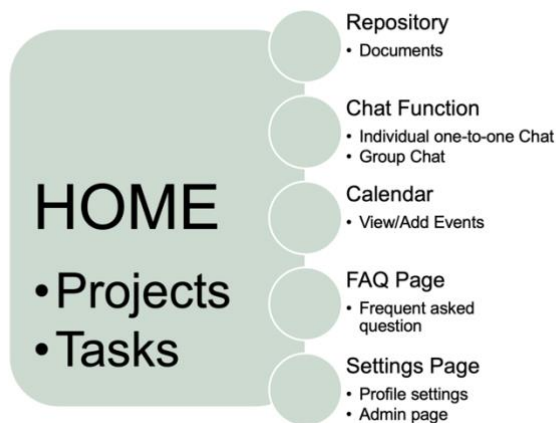 HOME
• Projects
• Tasks
Repository
• Documents
Chat Function
• Individual one-to-one Chat
• Group Chat
Calendar
• View/Add Events
FAQ Page
• Frequent asked
question
Settings Page
• Profile settings
• Admin page